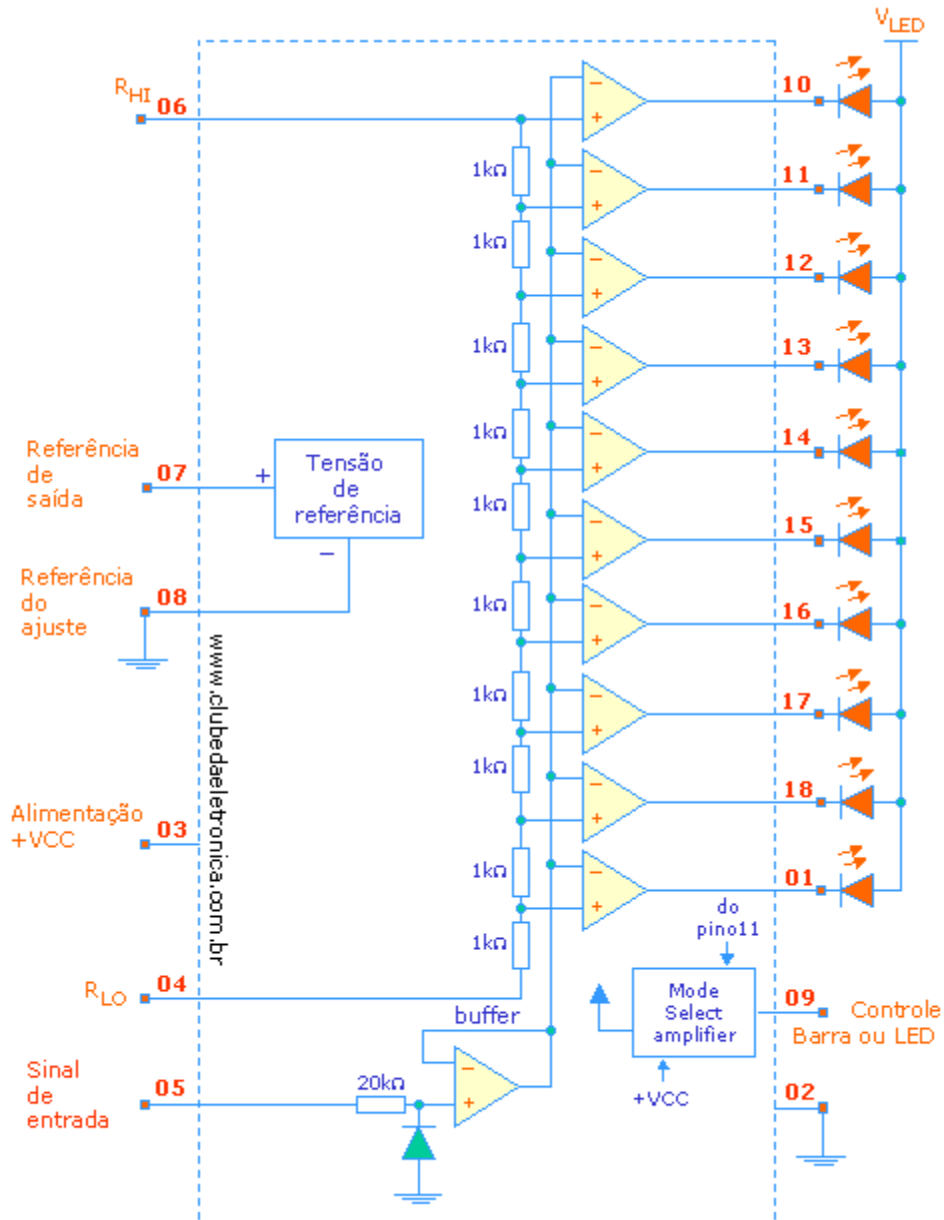 V LED
R HI
06
10
1kΩ
11
1kΩ
12
1kΩ
13
1kΩ
14
Referência
de
saída
07
+
Tensão
de
referência
−
1kΩ
15
Referência
do
ajuste
08
1kΩ
16
1kΩ
17
1kΩ
18
Alimentação
+VCC
03
www.clubedaeletronica.com.br
1kΩ
01
1kΩ
do
pino11
R LO
04
Mode
Select
amplifier
09
Controle
Barra ou LED
+VCC
02
buffer
Sinal
de
entrada
05
20kΩ
− +
− +
− +
− +
− +
− +
− +
− +
− +
− +
− +